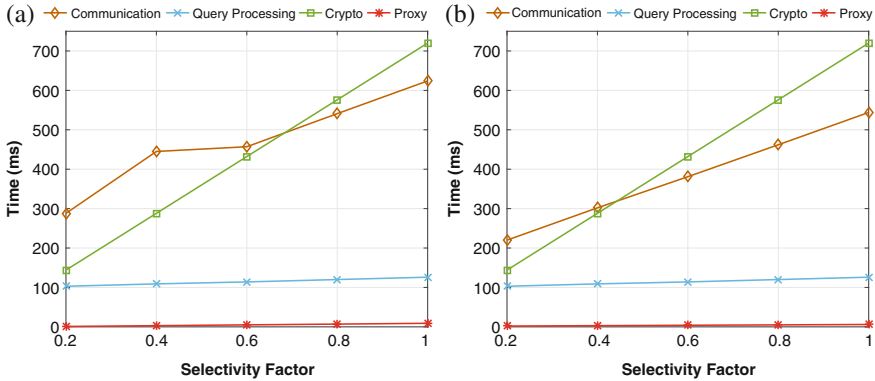 (a)
Communication Query Processing Crypto Proxy
700
600
500
400
300
200
100
0
0.2 0.4 0.6 0.8 1
Time (ms)
Selectivity Factor
(b)
Communication Query Processing Crypto Proxy
700
600
500
400
300
200
100
0
0.2 0.4 0.6 0.8 1
Time (ms)
Selectivity Factor